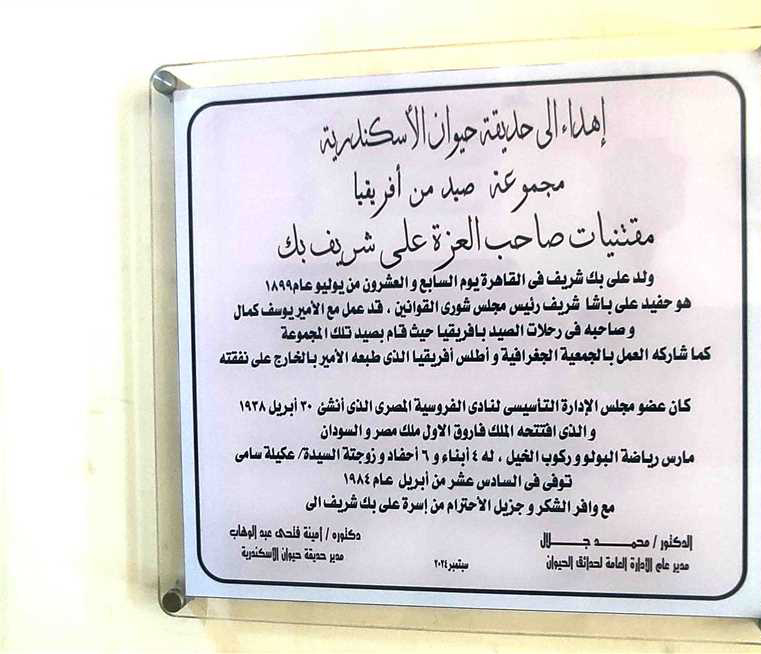 إهداء الى حديقة حيوان الأسكندرية
مجموعة صيد من أفريقيا
مقتنيات صاحب العزة على شريف بك
ولد على بك شريف فى القاهرة يوم السابع و العشرون من يوليو عام ١٨٩٩
هو حفيد على باشا شريف رئيس مجلس شورى القوانين ، قد عمل مع الأمير يوسف كمال
و صاحبه فى رحلات الصيد بافريقيا حيث قام بصيد تلك المجموعة
كما شاركه العمل بالجمعية الجغرافية و أطلس أفريقيا الذى طبعه الأمير بالخارج على نفقته
كان عضو مجلس الإدارة التأسيسى لنادى الفروسية المصرى الذى أنشئ ٣٠ أبريل ١٩٣٨
و الذى افتتحه الملك فاروق الاول ملك مصر و السودان
مارس رياضة البولو و ركوب الخيل ، له ٤ أبناء و ٦ أحفاد و زوجتة السيدة/ عكيلة سامى
توفى فى السادس عشر من أبريل عام ١٩٨٤
مع وافر الشكر و جزيل الأحترام من إسرة على بك شريف الى
الدكتور / محمد جلال
مدير عام الادارة العامة لحدائق الحيوان
دكتوره / أمينة فتحى عبد الوهاب
مدير حديقة حيوان الاسكندرية
سبتمبر ٢٠٢٤